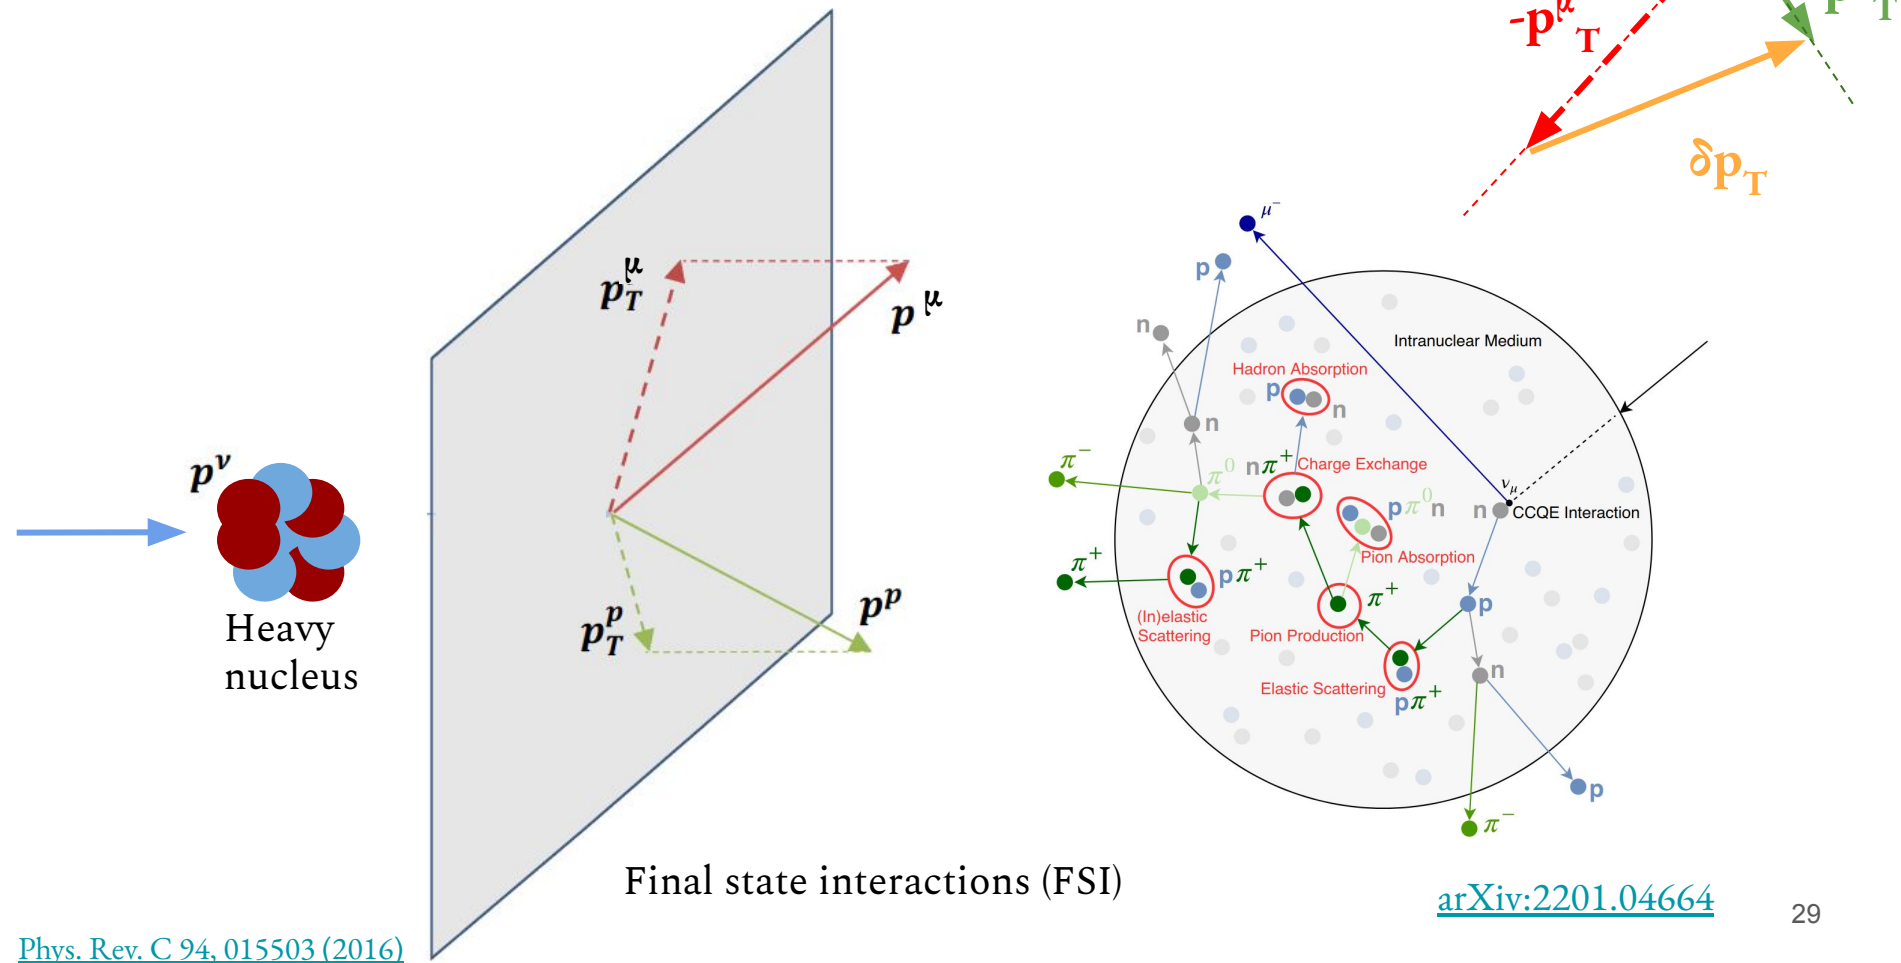 -pμT
pT
δpT
pμT
pμ
pν
Heavy
nucleus
ppT
pp
μ−
p
n
Intranuclear Medium
Hadron Absorption
p
n
n
π−
π0
nπ+
Charge Exchange
νμ
n
CCQE Interaction
pπ0n
Pion Absorption
π+
pπ+
π+
p
(In)elastic
Scattering
Pion Production
n
Elastic Scattering
pπ+
p
π−
Final state interactions (FSI)
arXiv:2201.04664
29
Phys. Rev. C 94, 015503 (2016)